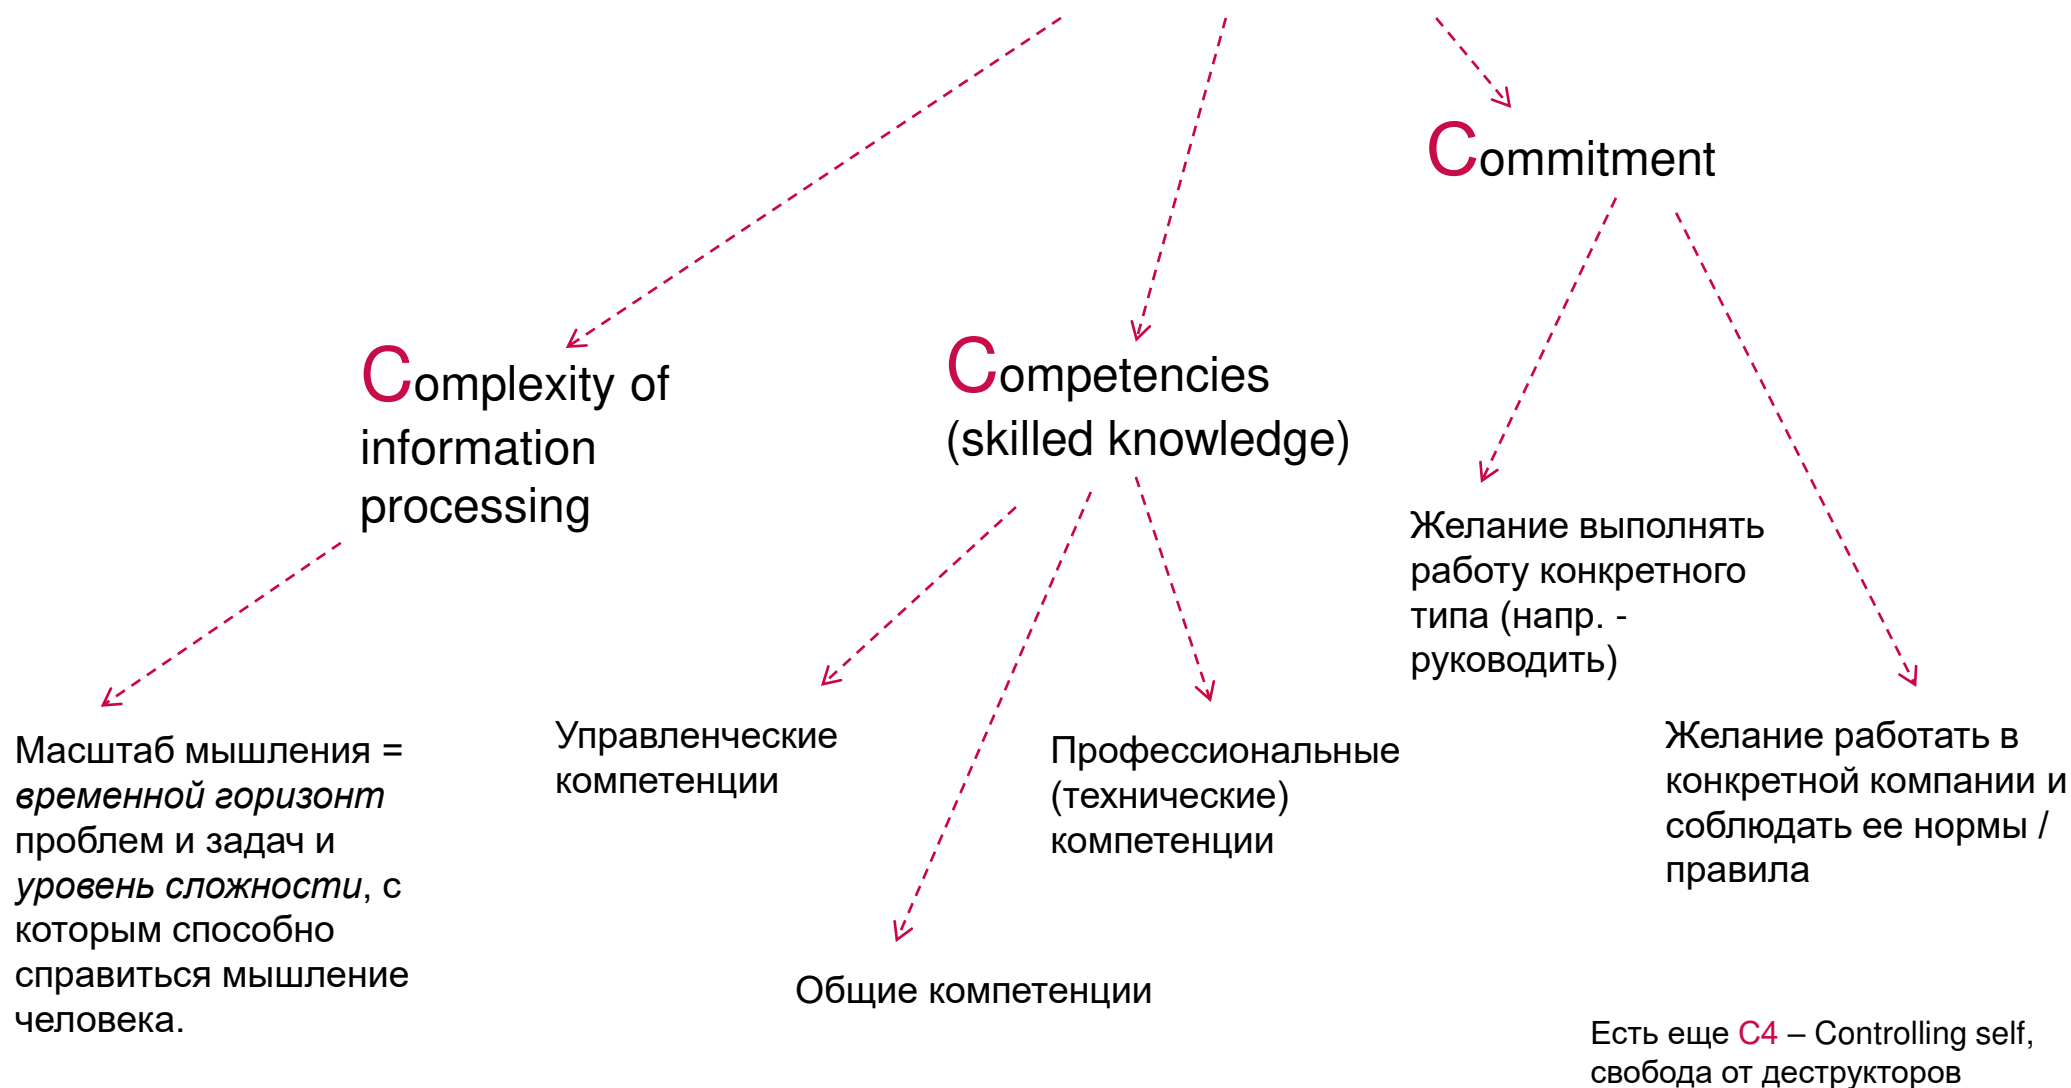 Commitment
Complexity of
information
processing
Competencies
(skilled knowledge)
Желание выполнять
работу конкретного
типа (напр. -
руководить)
Масштаб мышления =
временной горизонт
проблем и задач и
уровень сложности, с
которым способно
справиться мышление
человека.
Управленческие
компетенции
Общие компетенции
Профессиональные
(технические)
компетенции
Желание работать в
конкретной компании и
соблюдать ее нормы /
правила
Есть еще C4 – Controlling self,
свобода от деструкторов